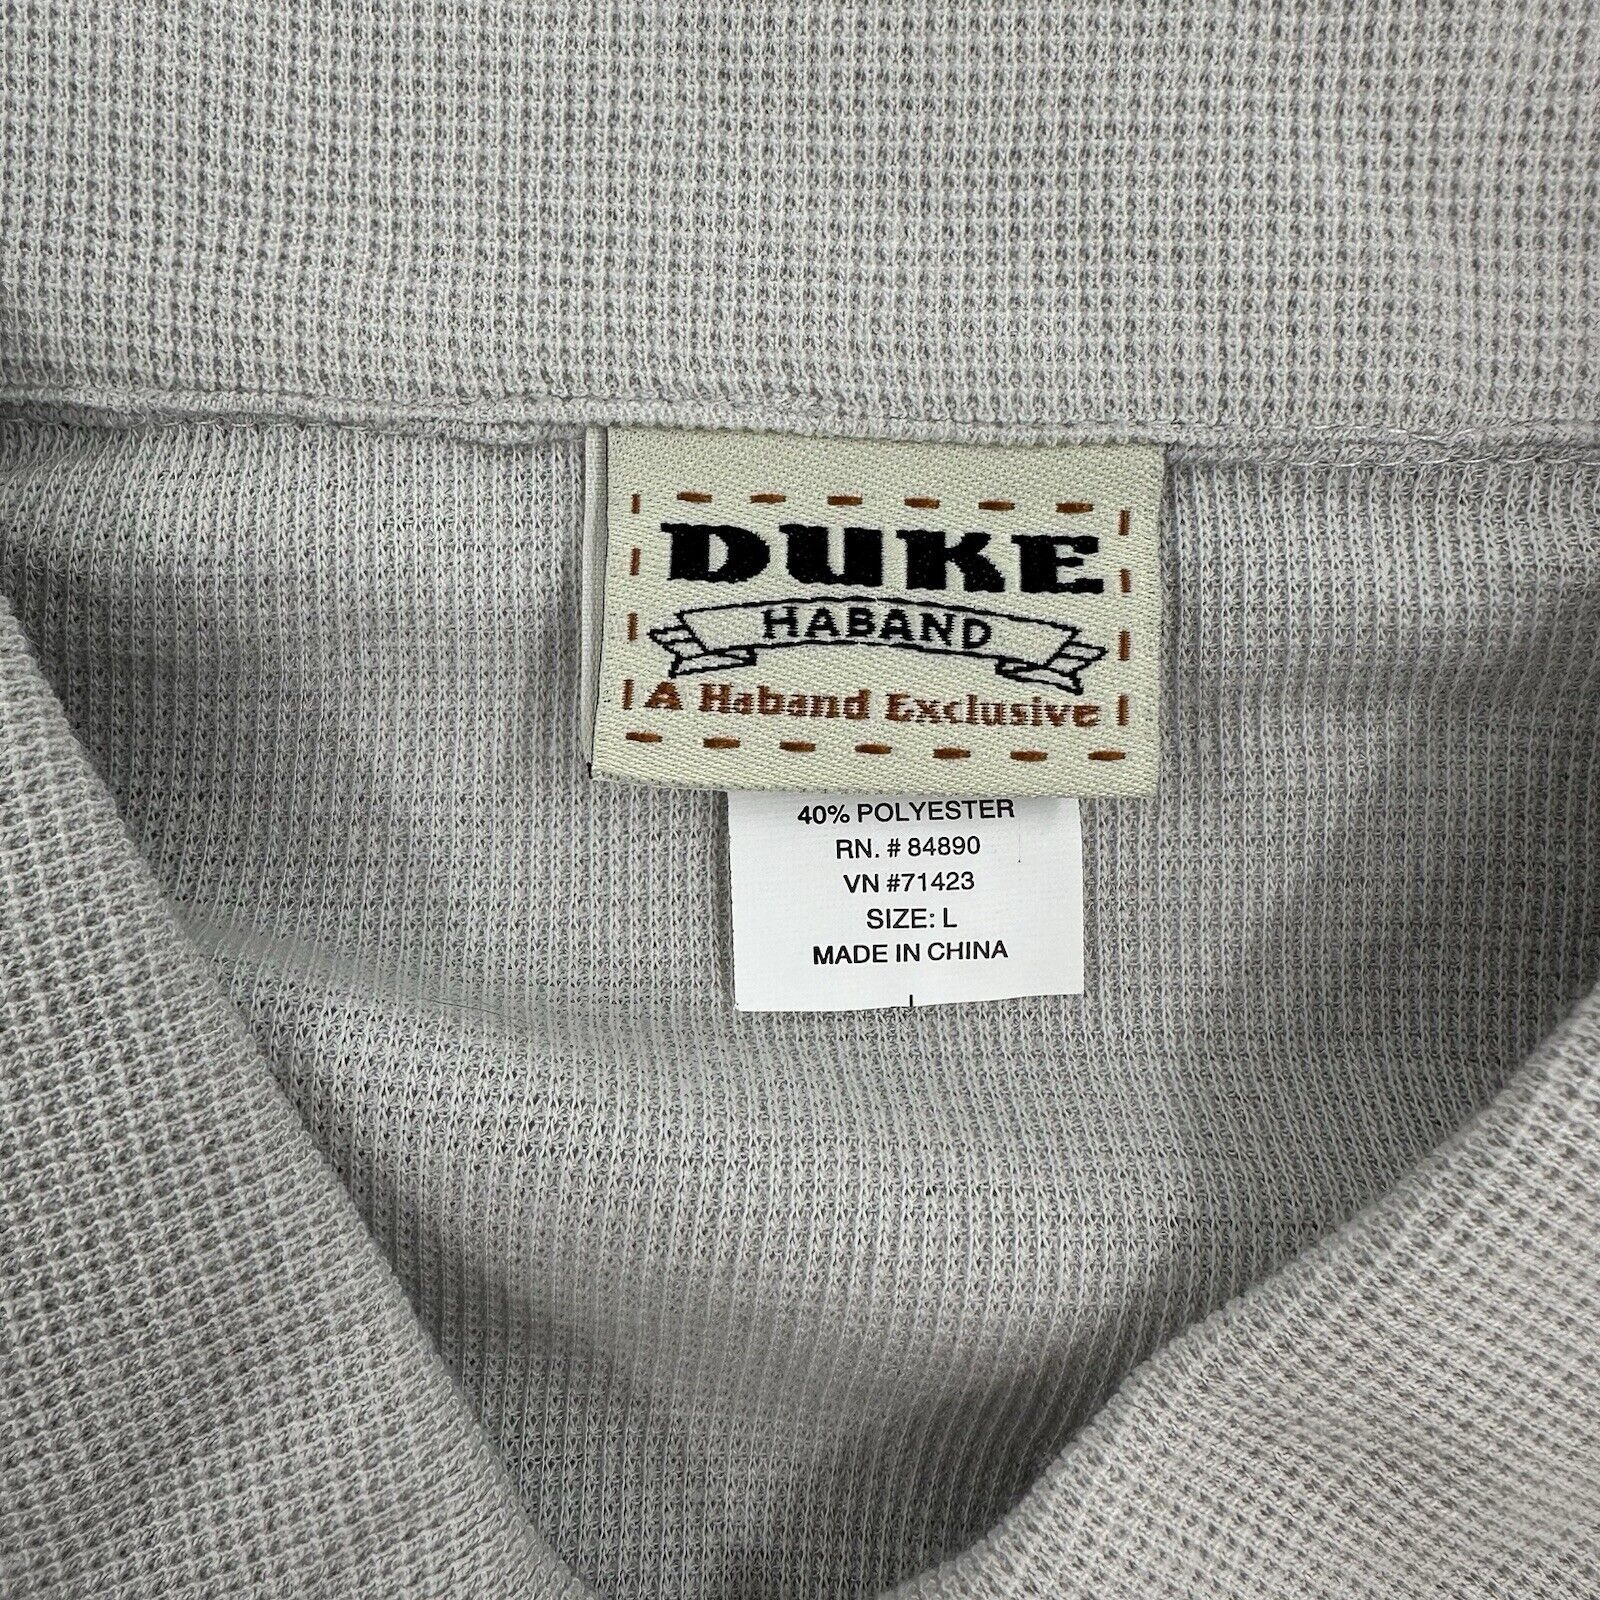 DUKE
HABAND
A Haband Exclusive
40% POLYESTER
RN. # 84890
VN #71423
SIZE: L
MADE IN CHINA